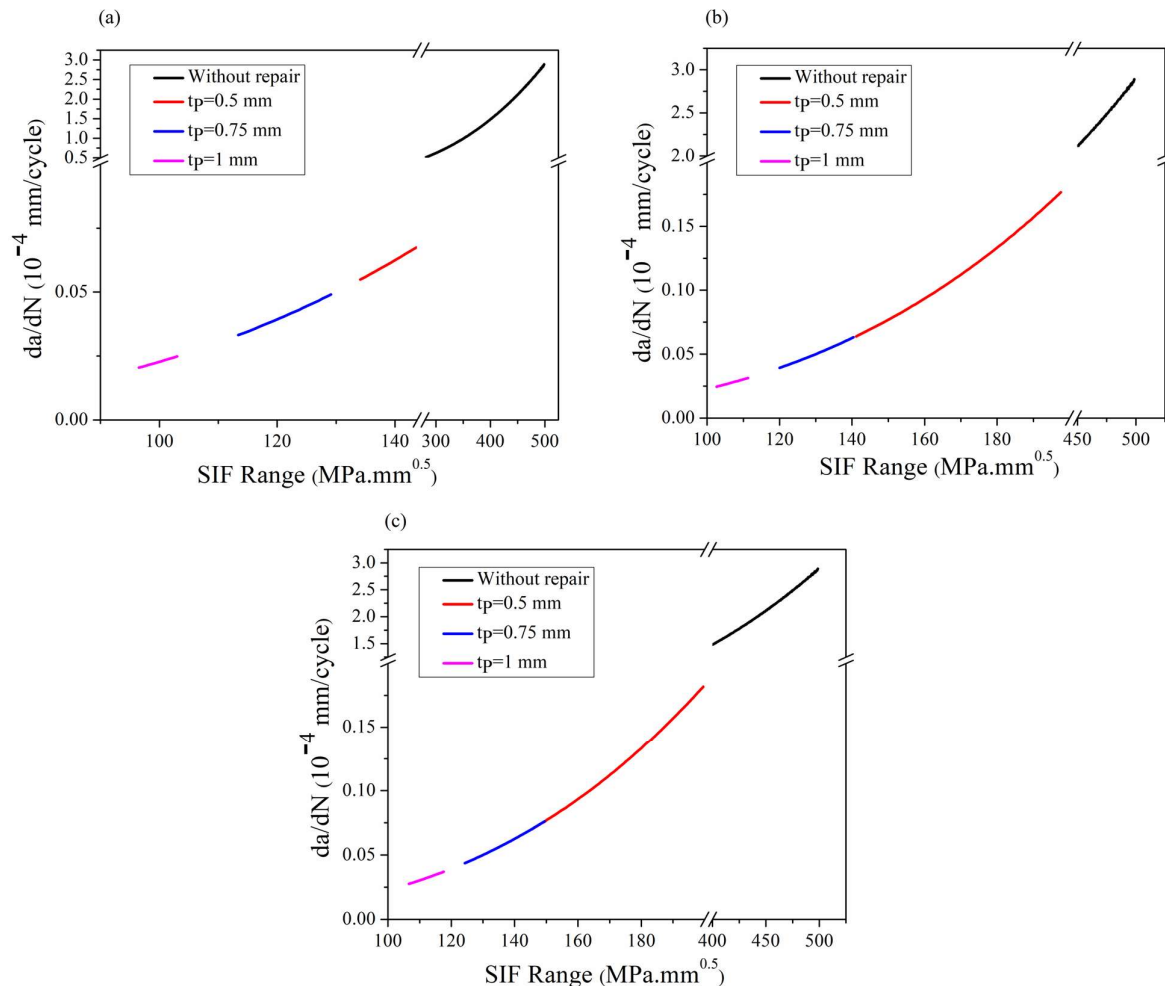 (a)
3.0
2.5
2.0
1.5
1.0
0.5
0.05
0.00
Without repair
tP=0.5 mm
tP=0.75 mm
tP=1 mm
da/dN (10⁻⁴ mm/cycle)
100 120 140 300 400 500
SIF Range (MPa.mm⁰·⁵)
(b)
3.0
2.5
2.0
0.15
0.10
0.05
0.00
Without repair
tP=0.5 mm
tP=0.75 mm
tP=1 mm
da/dN (10⁻⁴ mm/cycle)
100 120 140 160 180 450 500
SIF Range (MPa.mm⁰·⁵)
(c)
3.0
2.5
2.0
1.5
0.15
0.10
0.05
0.00
Without repair
tP=0.5 mm
tP=0.75 mm
tP=1 mm
da/dN (10⁻⁴ mm/cycle)
100 120 140 160 180 400 450 500
SIF Range (MPa.mm⁰·⁵)